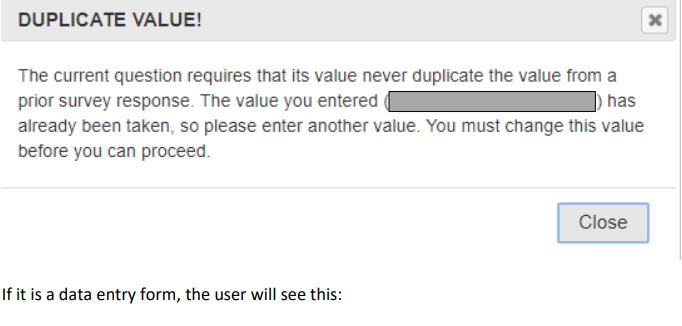 DUPLICATE VALUE!
The current question requires that its value never duplicate the value from a
prior survey response. The value you entered ( ) has
already been taken, so please enter another value. You must change this value
before you can proceed.
Close
If it is a data entry form, the user will see this: